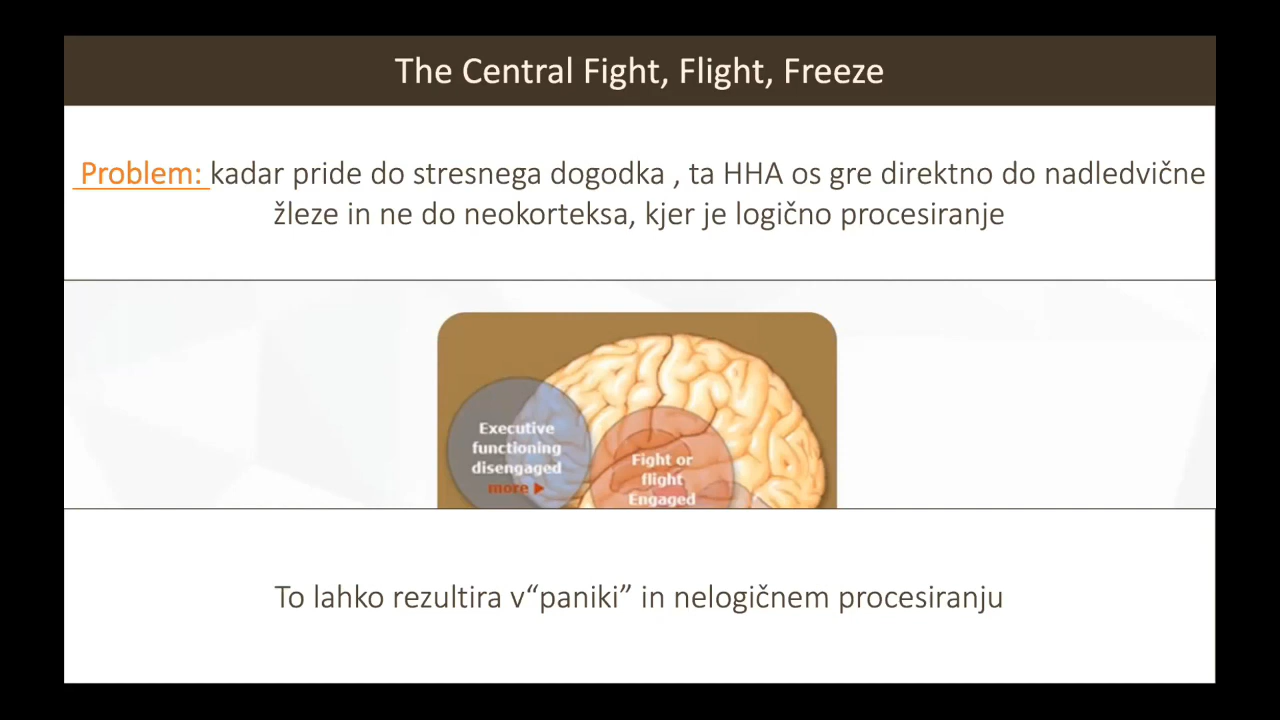 The Central Fight, Flight, Freeze
Problem: kadar pride do stresnega dogodka , ta HHA os gre direktno do nadledvične
žleze in ne do neokorteksa, kjer je logično procesiranje
Executive
functioning
disengaged
more ▶
Fight or
flight
Engaged
To lahko rezultira v“paniki” in nelogičnem procesiranju